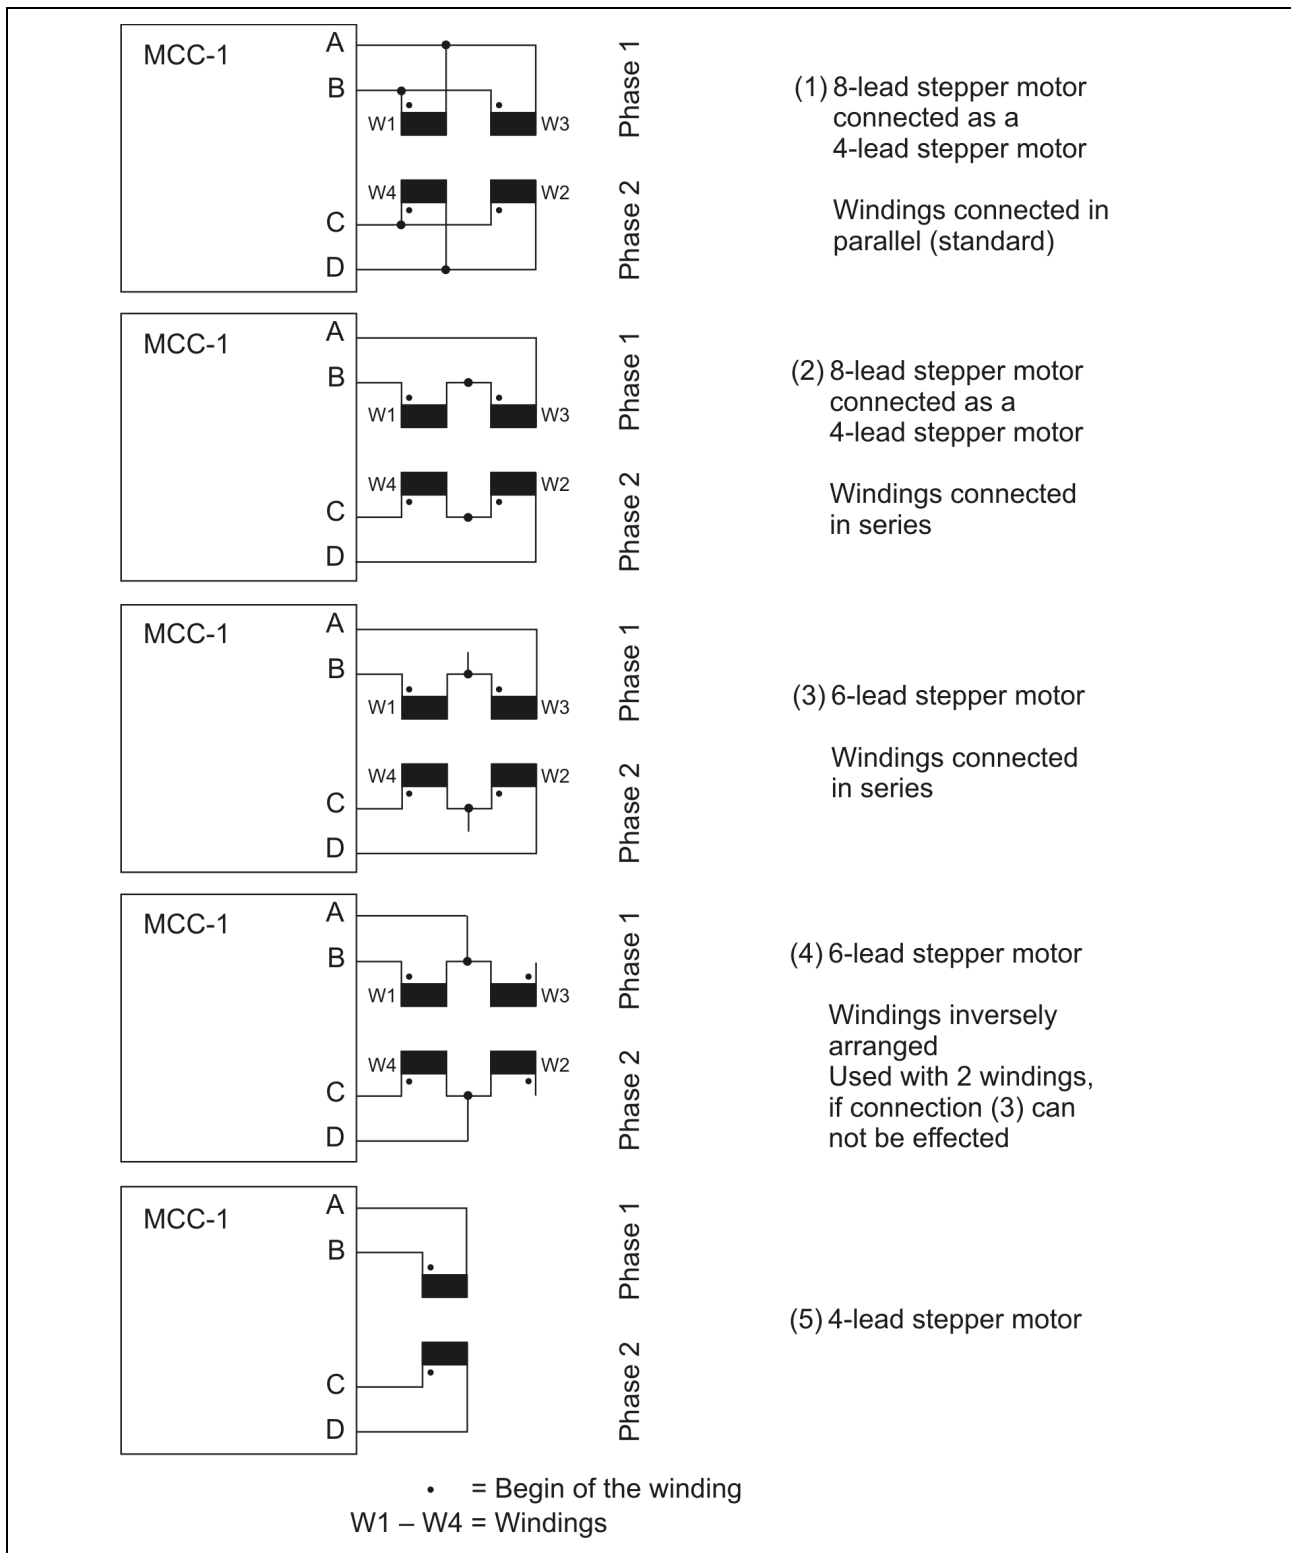 MCC-1
A
B
W1
W3
Phase 1
W4
W2
C
D
Phase 2
(1) 8-lead stepper motor
connected as a
4-lead stepper motor
Windings connected in
parallel (standard)
MCC-1
A
B
W1
W3
Phase 1
W4
W2
C
D
Phase 2
(2) 8-lead stepper motor
connected as a
4-lead stepper motor
Windings connected
in series
MCC-1
A
B
W1
W3
Phase 1
W4
W2
C
D
Phase 2
(3) 6-lead stepper motor
Windings connected
in series
MCC-1
A
B
W1
W3
Phase 1
W4
W2
C
D
Phase 2
(4) 6-lead stepper motor
Windings inversely
arranged
Used with 2 windings,
if connection (3) can
not be effected
MCC-1
A
B
Phase 1
C
D
Phase 2
(5) 4-lead stepper motor
• = Begin of the winding
W1 – W4 = Windings